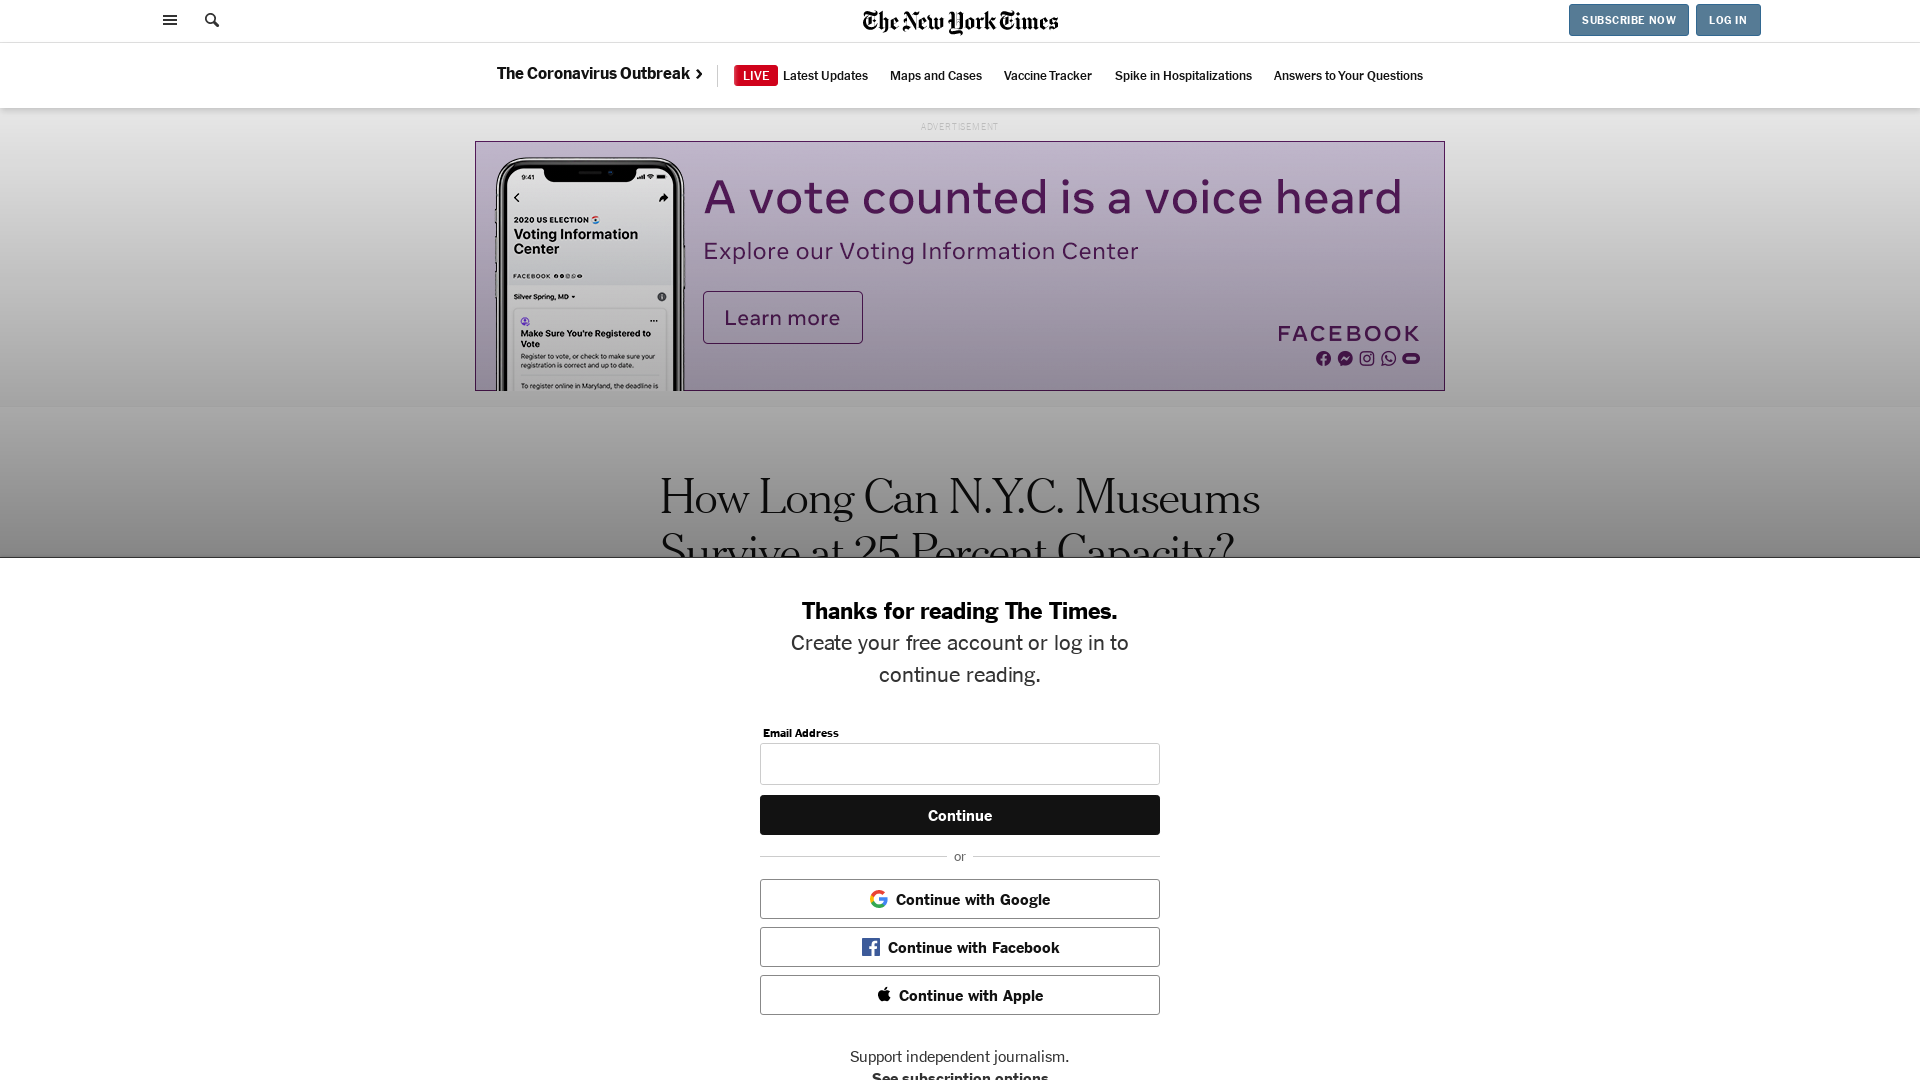 The New York Times
SUBSCRIBE NOW
LOG IN
The Coronavirus Outbreak
LIVE
Latest Updates
Maps and Cases
Vaccine Tracker
Spike in Hospitalizations
Answers to Your Questions
ADVERTISEMENT
9:41
2020 US ELECTION
Voting Information
Center
FACEBOOK
Silver Spring, MD
Make Sure You're Registered to
Vote
Register to vote, or check to make sure your
registration is correct and up to date.
To register online in Maryland, the deadline is
A vote counted is a voice heard
Explore our Voting Information Center
Learn more
FACEBOOK
How Long Can N.Y.C. Museums
Survive at 25 Percent Capacity?
Thanks for reading The Times.
Create your free account or log in to
continue reading.
Email Address
Continue
or
Continue with Google
Continue with Facebook
Continue with Apple
Support independent journalism.
See subscription options